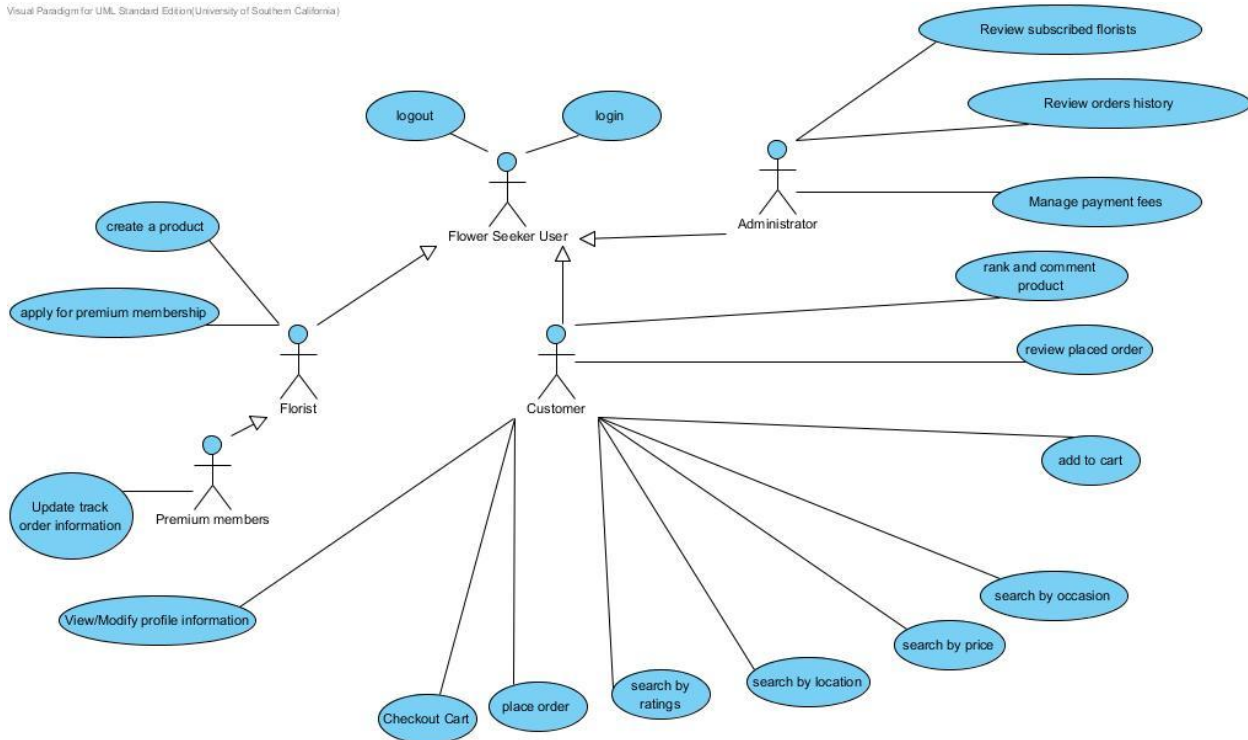 Visual Paradigm for UML Standard Edition(University of Southern California)
Review subscribed florists
Review orders history
logout
login
Manage payment fees
Administrator
Flower Seeker User
create a product
rank and comment
product
apply for premium membership
review placed order
Florist
Customer
add to cart
Update track
order information
Premium members
search by occasion
View/Modify profile information
search by price
search by location
search by
ratings
place order
Checkout Cart